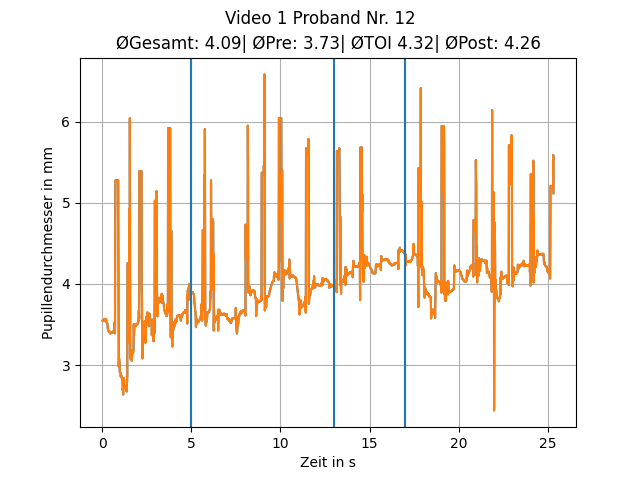 Video 1 Proband Nr. 12
ØGesamt: 4.09| ØPre: 3.73| ØTOI 4.32| ØPost: 4.26
Pupillendurchmesser in mm
6
5
4
3
0 5 10 15 20 25
Zeit in s